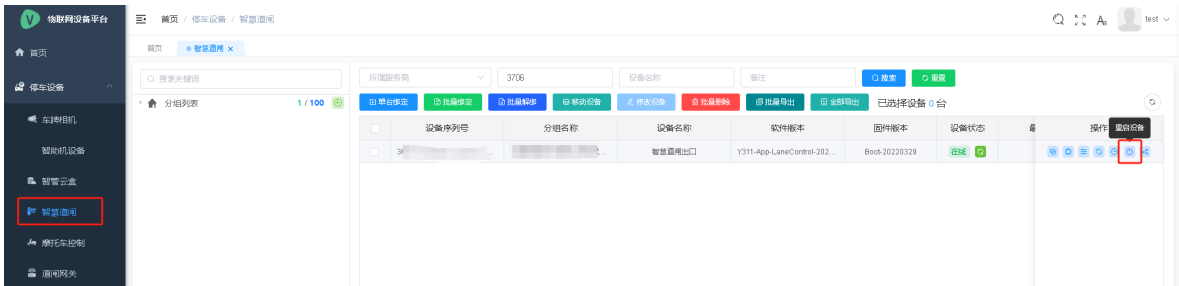 物联网设备平台
首页 / 停车设备 / 智慧道闸
test
首页
首页
智慧道闸 ×
停车设备
车牌相机
智助机设备
智管云盒
智慧道闸
摩托车控制
道闸网关
搜索关键词
分组列表 1 / 100
所属服务商
3706
设备名称
备注
搜索
重置
单台绑定
批量绑定
批量解绑
移动设备
修改设备
批量删除
批量导出
全部导出
已选择设备 0 台
设备序列号 分组名称 设备名称 软件版本 固件版本 设备状态 操作
重启设备
智慧道闸出口 Y311-App-LaneControl-202... Boot-20220329 在线